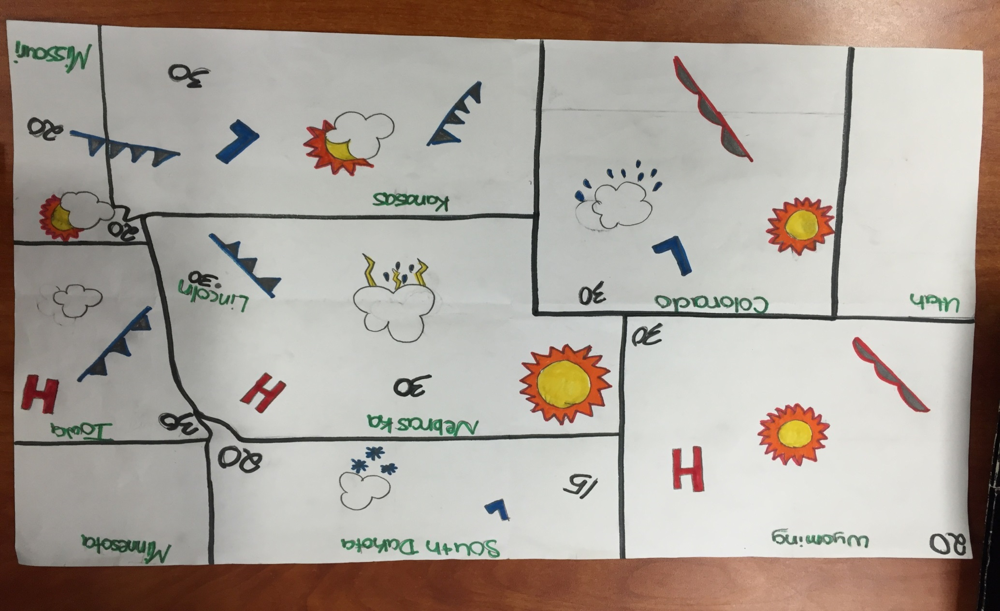 20
Wyoming
H
30
South Dakota
L
15
20
Minnesota
Nebraska
30
H
Lincoln
30
Iowa
30
H
Utah
Colorado
30
L
Kanasas
L
30
20
20
Missouri